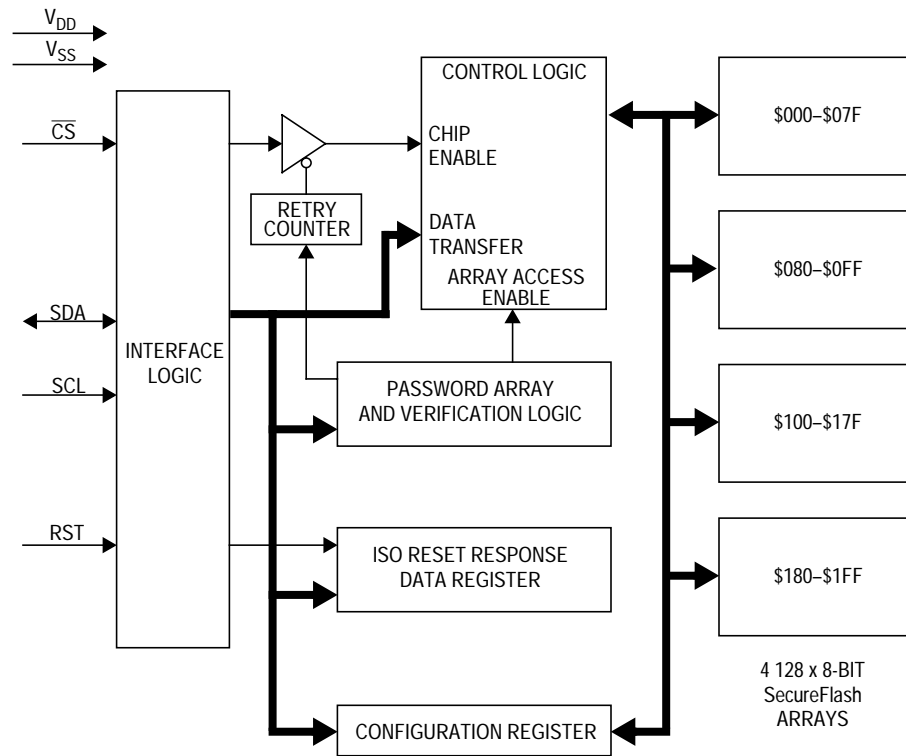 V_DD
V_SS
CS
SDA
SCL
RST
INTERFACE
LOGIC
RETRY
COUNTER
CONTROL LOGIC
CHIP
ENABLE
DATA
TRANSFER
ARRAY ACCESS
ENABLE
PASSWORD ARRAY
AND VERIFICATION LOGIC
ISO RESET RESPONSE
DATA REGISTER
CONFIGURATION REGISTER
$000–$07F
$080–$0FF
$100–$17F
$180–$1FF
4 128 x 8-BIT
SecureFlash
ARRAYS